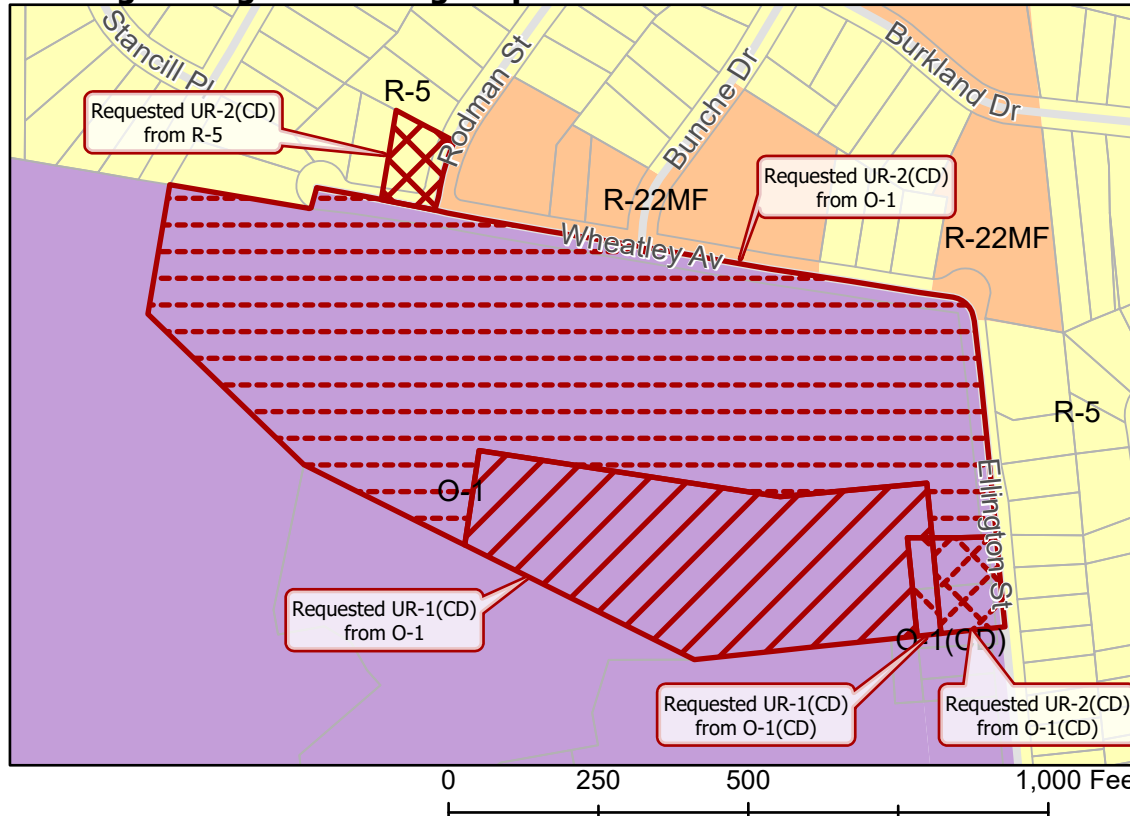 Stancill Pl
Rodman St
Bunche Dr
Burkland Dr
R-5
Requested UR-2(CD)
from R-5
Requested UR-2(CD)
from O-1
R-22MF
R-22MF
Wheatley Av
R-5
O-1
Ellington St
Requested UR-1(CD)
from O-1
O-1(CD)
Requested UR-1(CD)
from O-1(CD)
Requested UR-2(CD)
from O-1(CD)
0 250 500 1,000 Fee